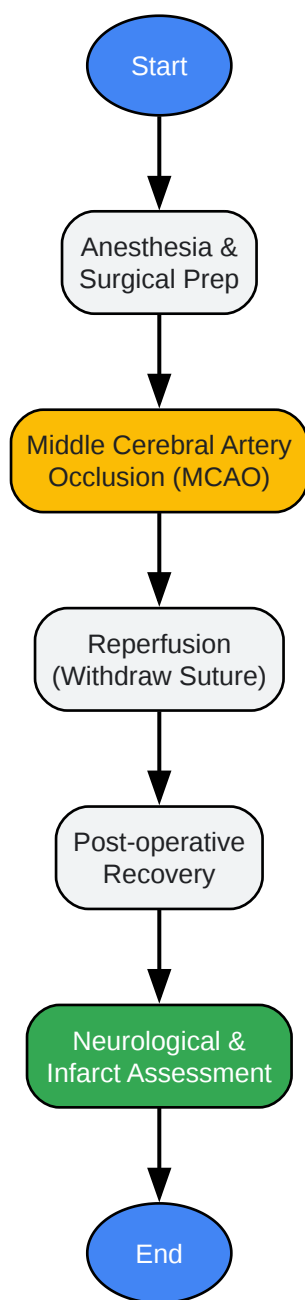 Start
Anesthesia &
Surgical Prep
Middle Cerebral Artery
Occlusion (MCAO)
Reperfusion
(Withdraw Suture)
Post-operative
Recovery
Neurological &
Infarct Assessment
End